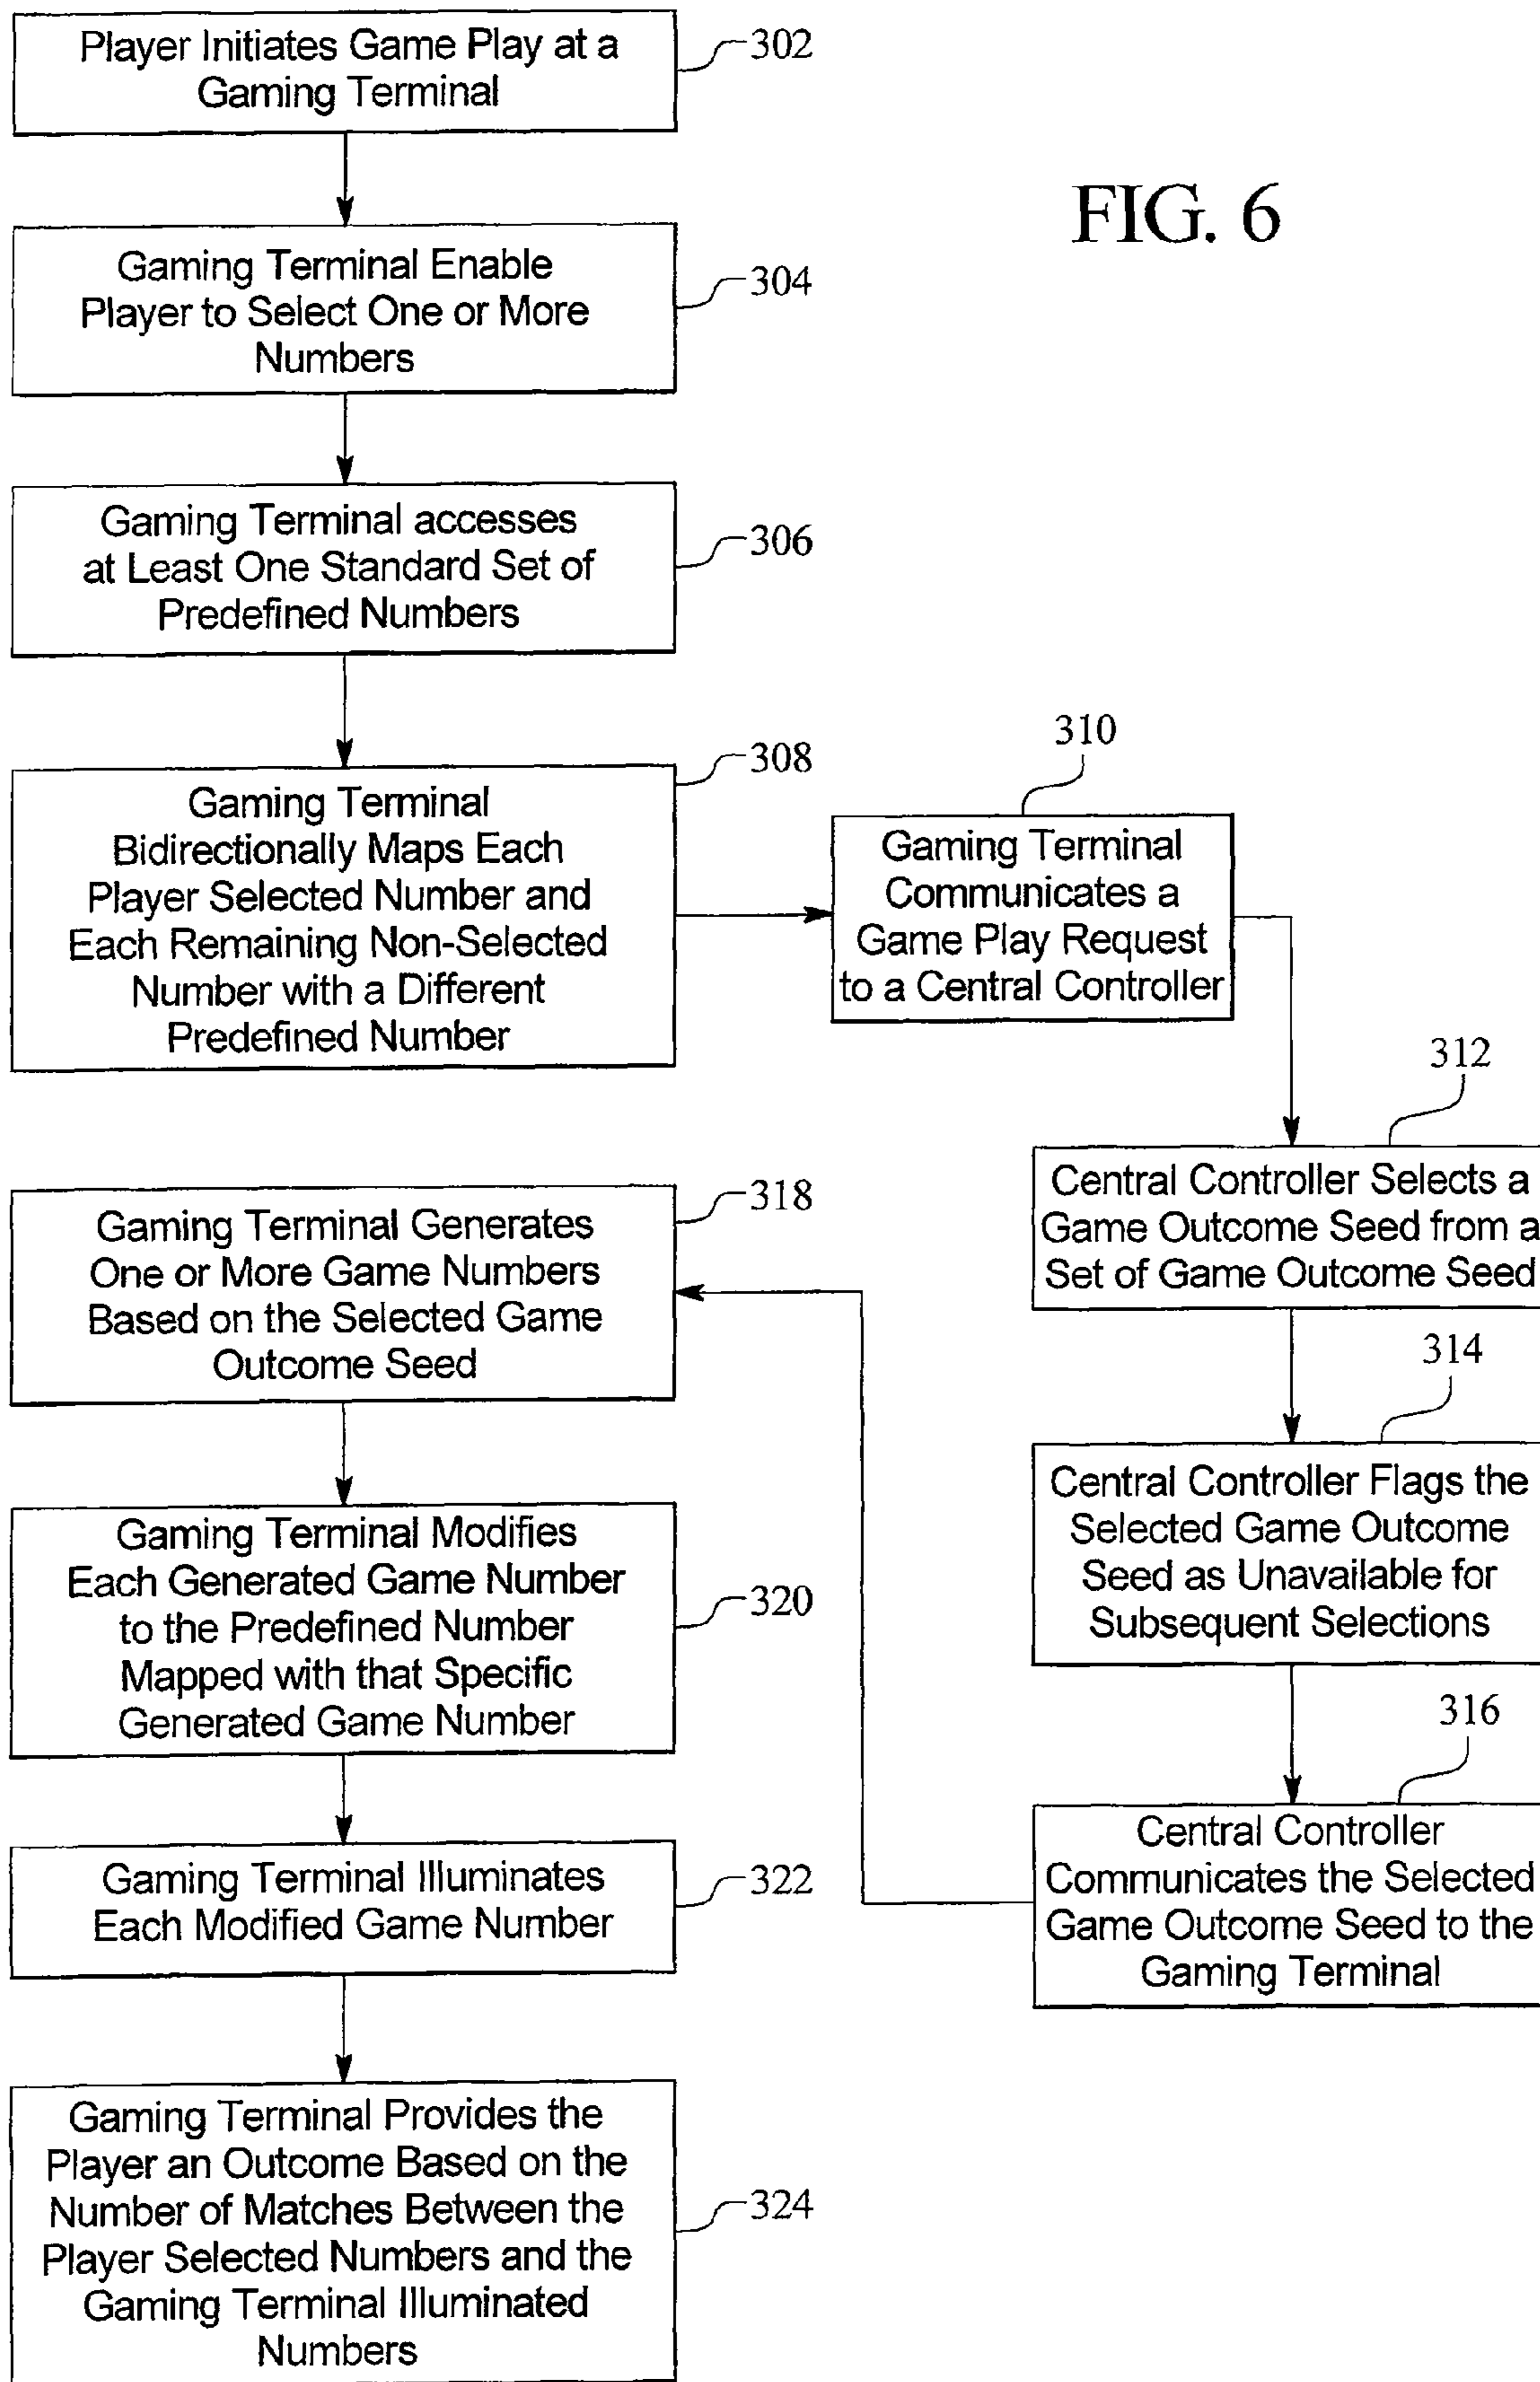 Player Initiates Game Play at a
Gaming Terminal
302
FIG. 6
Gaming Terminal Enable
Player to Select One or More
Numbers
304
Gaming Terminal accesses
at Least One Standard Set of
Predefined Numbers
306
Gaming Terminal
Bidirectionally Maps Each
Player Selected Number and
Each Remaining Non-Selected
Number with a Different
Predefined Number
308
310
Gaming Terminal
Communicates a
Game Play Request
to a Central Controller
312
Central Controller Selects a
Game Outcome Seed from a
Set of Game Outcome Seed
314
Central Controller Flags the
Selected Game Outcome
Seed as Unavailable for
Subsequent Selections
316
Central Controller
Communicates the Selected
Game Outcome Seed to the
Gaming Terminal
Gaming Terminal Generates
One or More Game Numbers
Based on the Selected Game
Outcome Seed
318
Gaming Terminal Modifies
Each Generated Game Number
to the Predefined Number
Mapped with that Specific
Generated Game Number
320
Gaming Terminal Illuminates
Each Modified Game Number
322
Gaming Terminal Provides the
Player an Outcome Based on the
Number of Matches Between the
Player Selected Numbers and the
Gaming Terminal Illuminated
Numbers
324